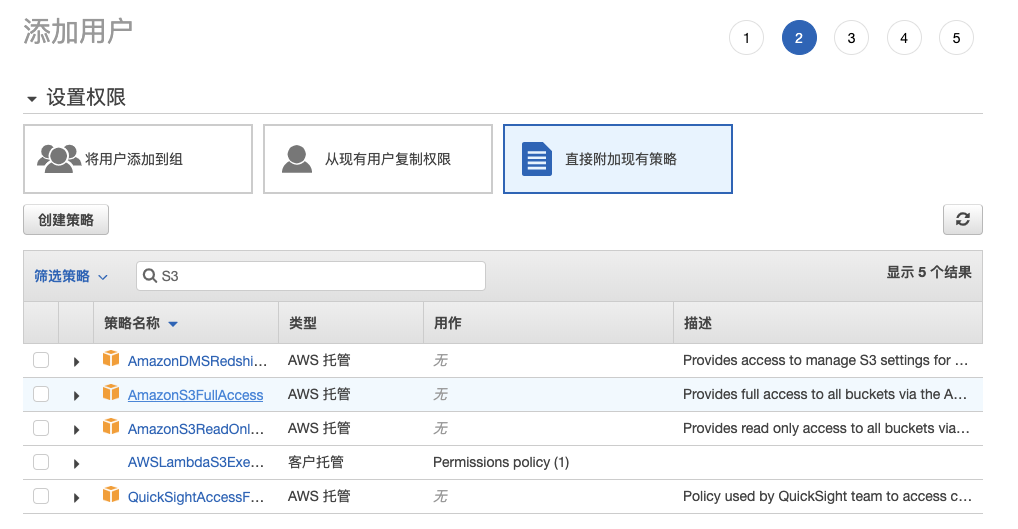 添加用户
1 2 3 4 5
设置权限
将用户添加到组 从现有用户复制权限 直接附加现有策略
创建策略
筛选策略 S3 显示 5 个结果
策略名称 类型 用作 描述
AmazonDMSRedshi... AWS 托管 无 Provides access to manage S3 settings for ...
AmazonS3FullAccess AWS 托管 无 Provides full access to all buckets via the A...
AmazonS3ReadOnl... AWS 托管 无 Provides read only access to all buckets via...
AWSLambdaS3Exe... 客户托管 Permissions policy (1)
QuickSightAccessF... AWS 托管 无 Policy used by QuickSight team to access c...